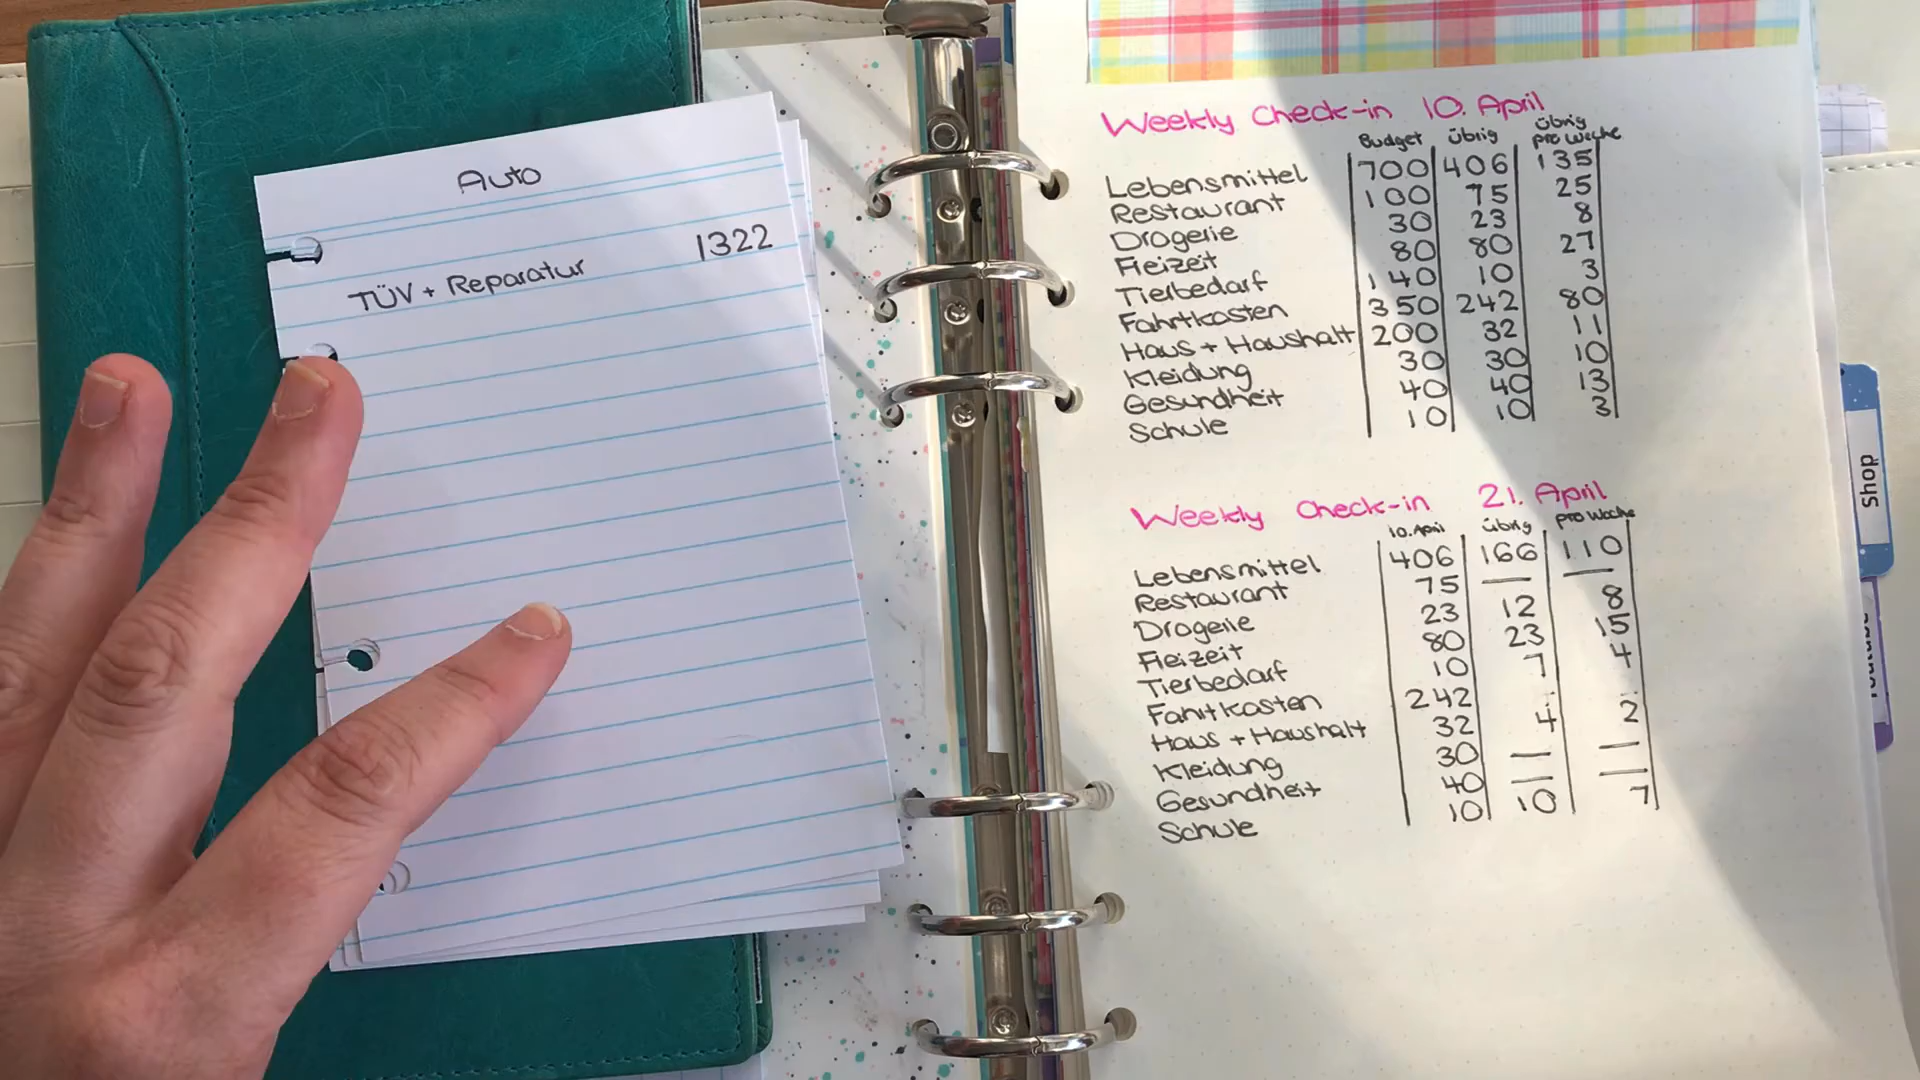 Auto
1322
TÜV + Reparatur
Weekly Check-in 10. April
Budget übrig übrig pro Woche
Lebensmittel 700 406 135
Restaurant 100 75 25
Drogerie 30 23 8
Freizeit 80 80 27
Tierbedarf 140 10 3
Fahrtkosten 350 242 80
Haus + Haushalt 200 32 11
Kleidung 30 30 10
Gesundheit 40 40 13
Schule 10 10 3
Weekly Check-in 21. April
10. April übrig pro Woche
Lebensmittel 406 166 110
Restaurant 75 — —
Drogerie 23 12 8
Freizeit 80 23 15
Tierbedarf 10 7 4
Fahrtkosten 242
Haus + Haushalt 32 4 2
Kleidung 30 — —
Gesundheit 40 — —
Schule 10 10 7
Shop